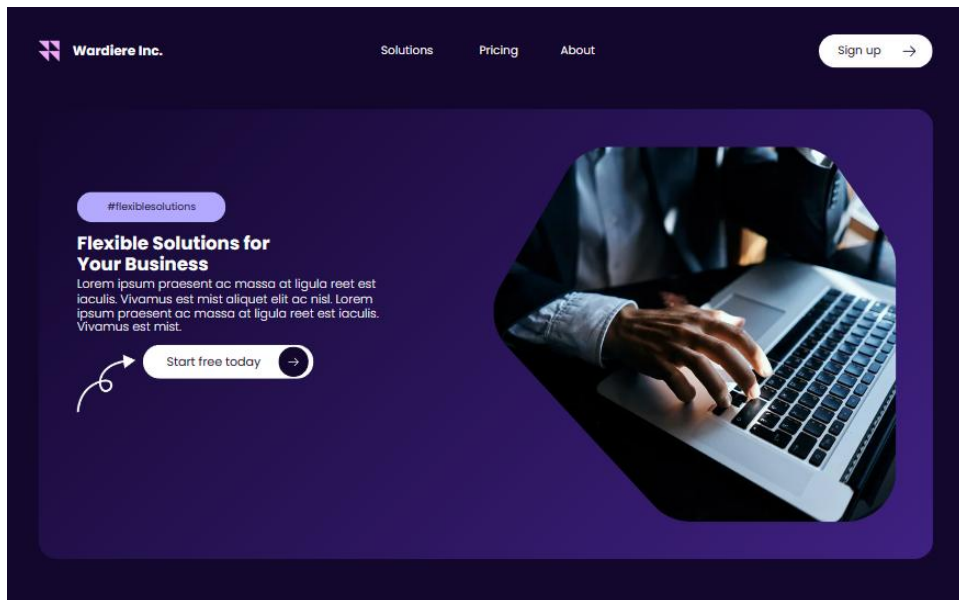 Wardiere Inc.
Solutions
Pricing
About
Sign up
#flexiblesolutions
Flexible Solutions for
Your Business
Lorem ipsum praesent ac massa at ligula reet est
iaculis. Vivamus est mist aliquet elit ac nisl. Lorem
ipsum praesent ac massa at ligula reet est iaculis.
Vivamus est mist.
Start free today